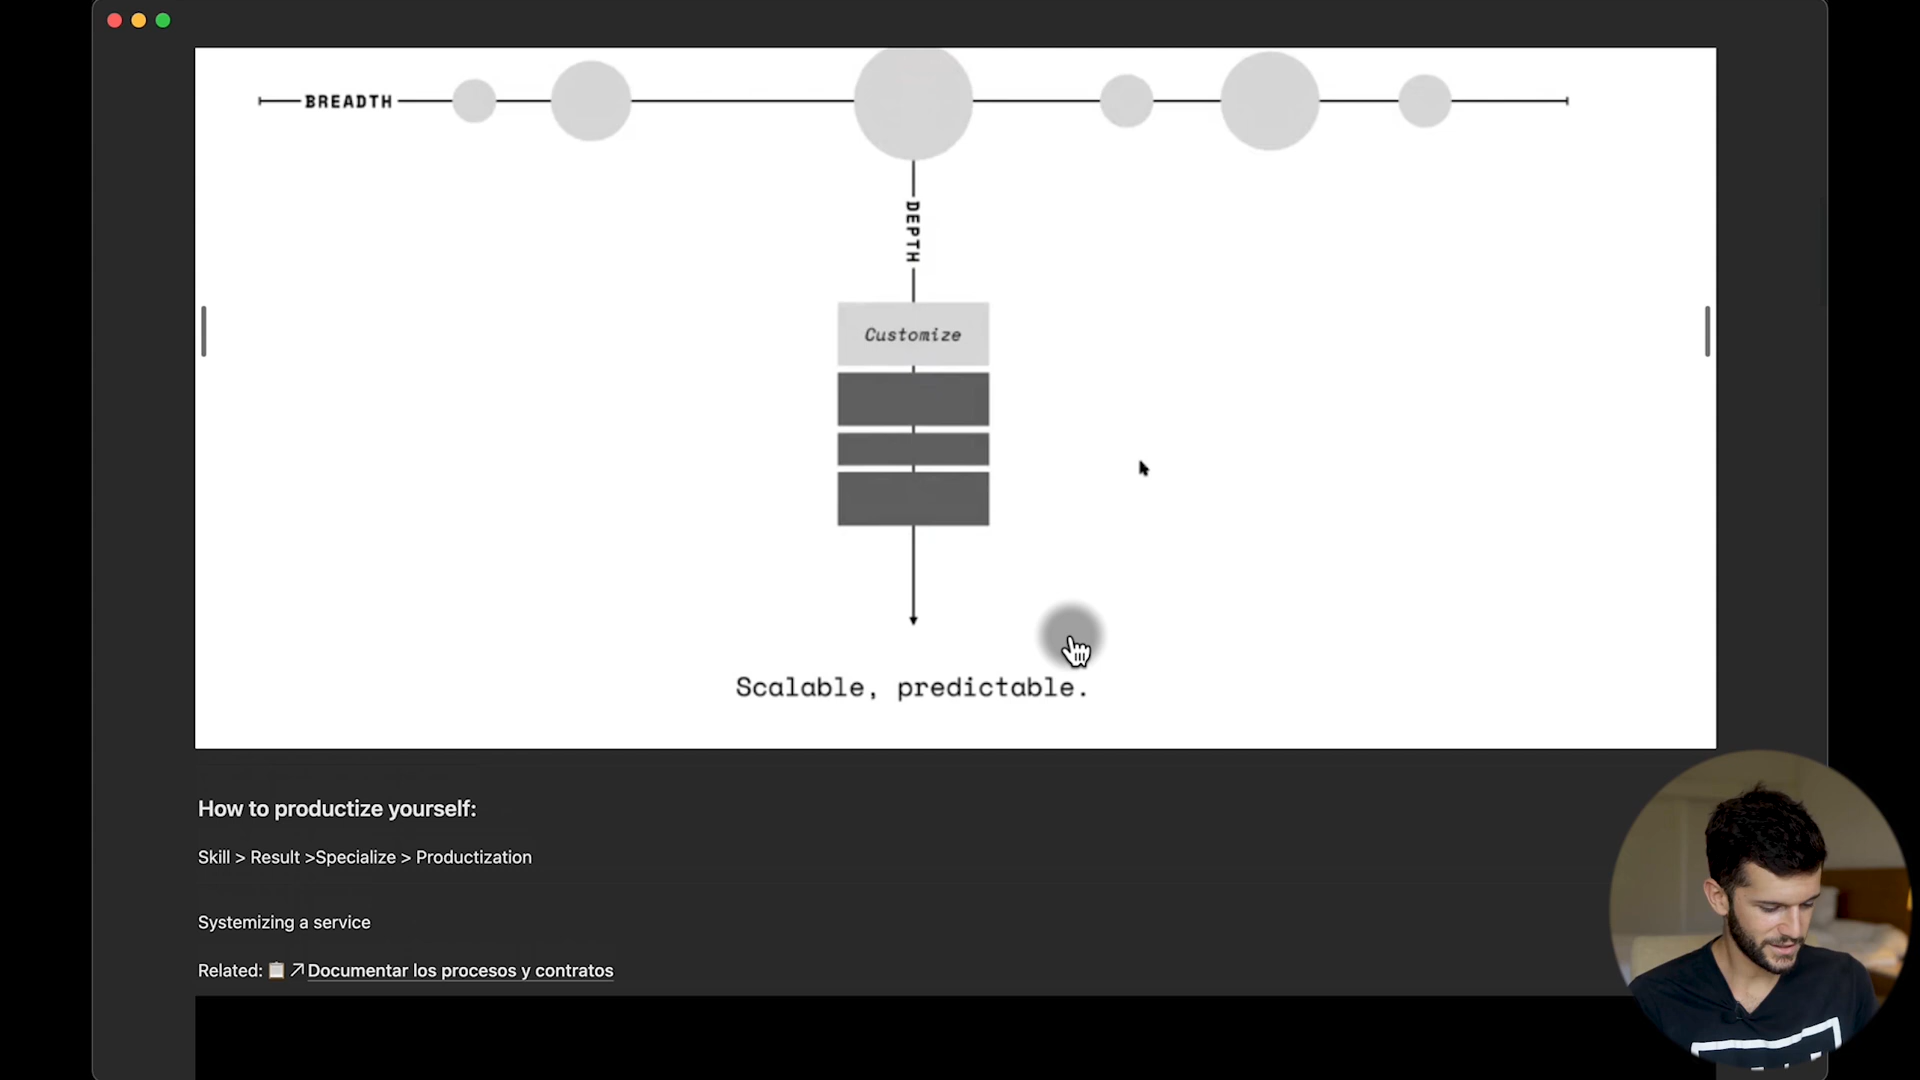 BREADTH
DEPTH
Customize
Scalable, predictable.
How to productize yourself:
Skill > Result >Specialize > Productization
Systemizing a service
Related: 📋 ↗Documentar los procesos y contratos